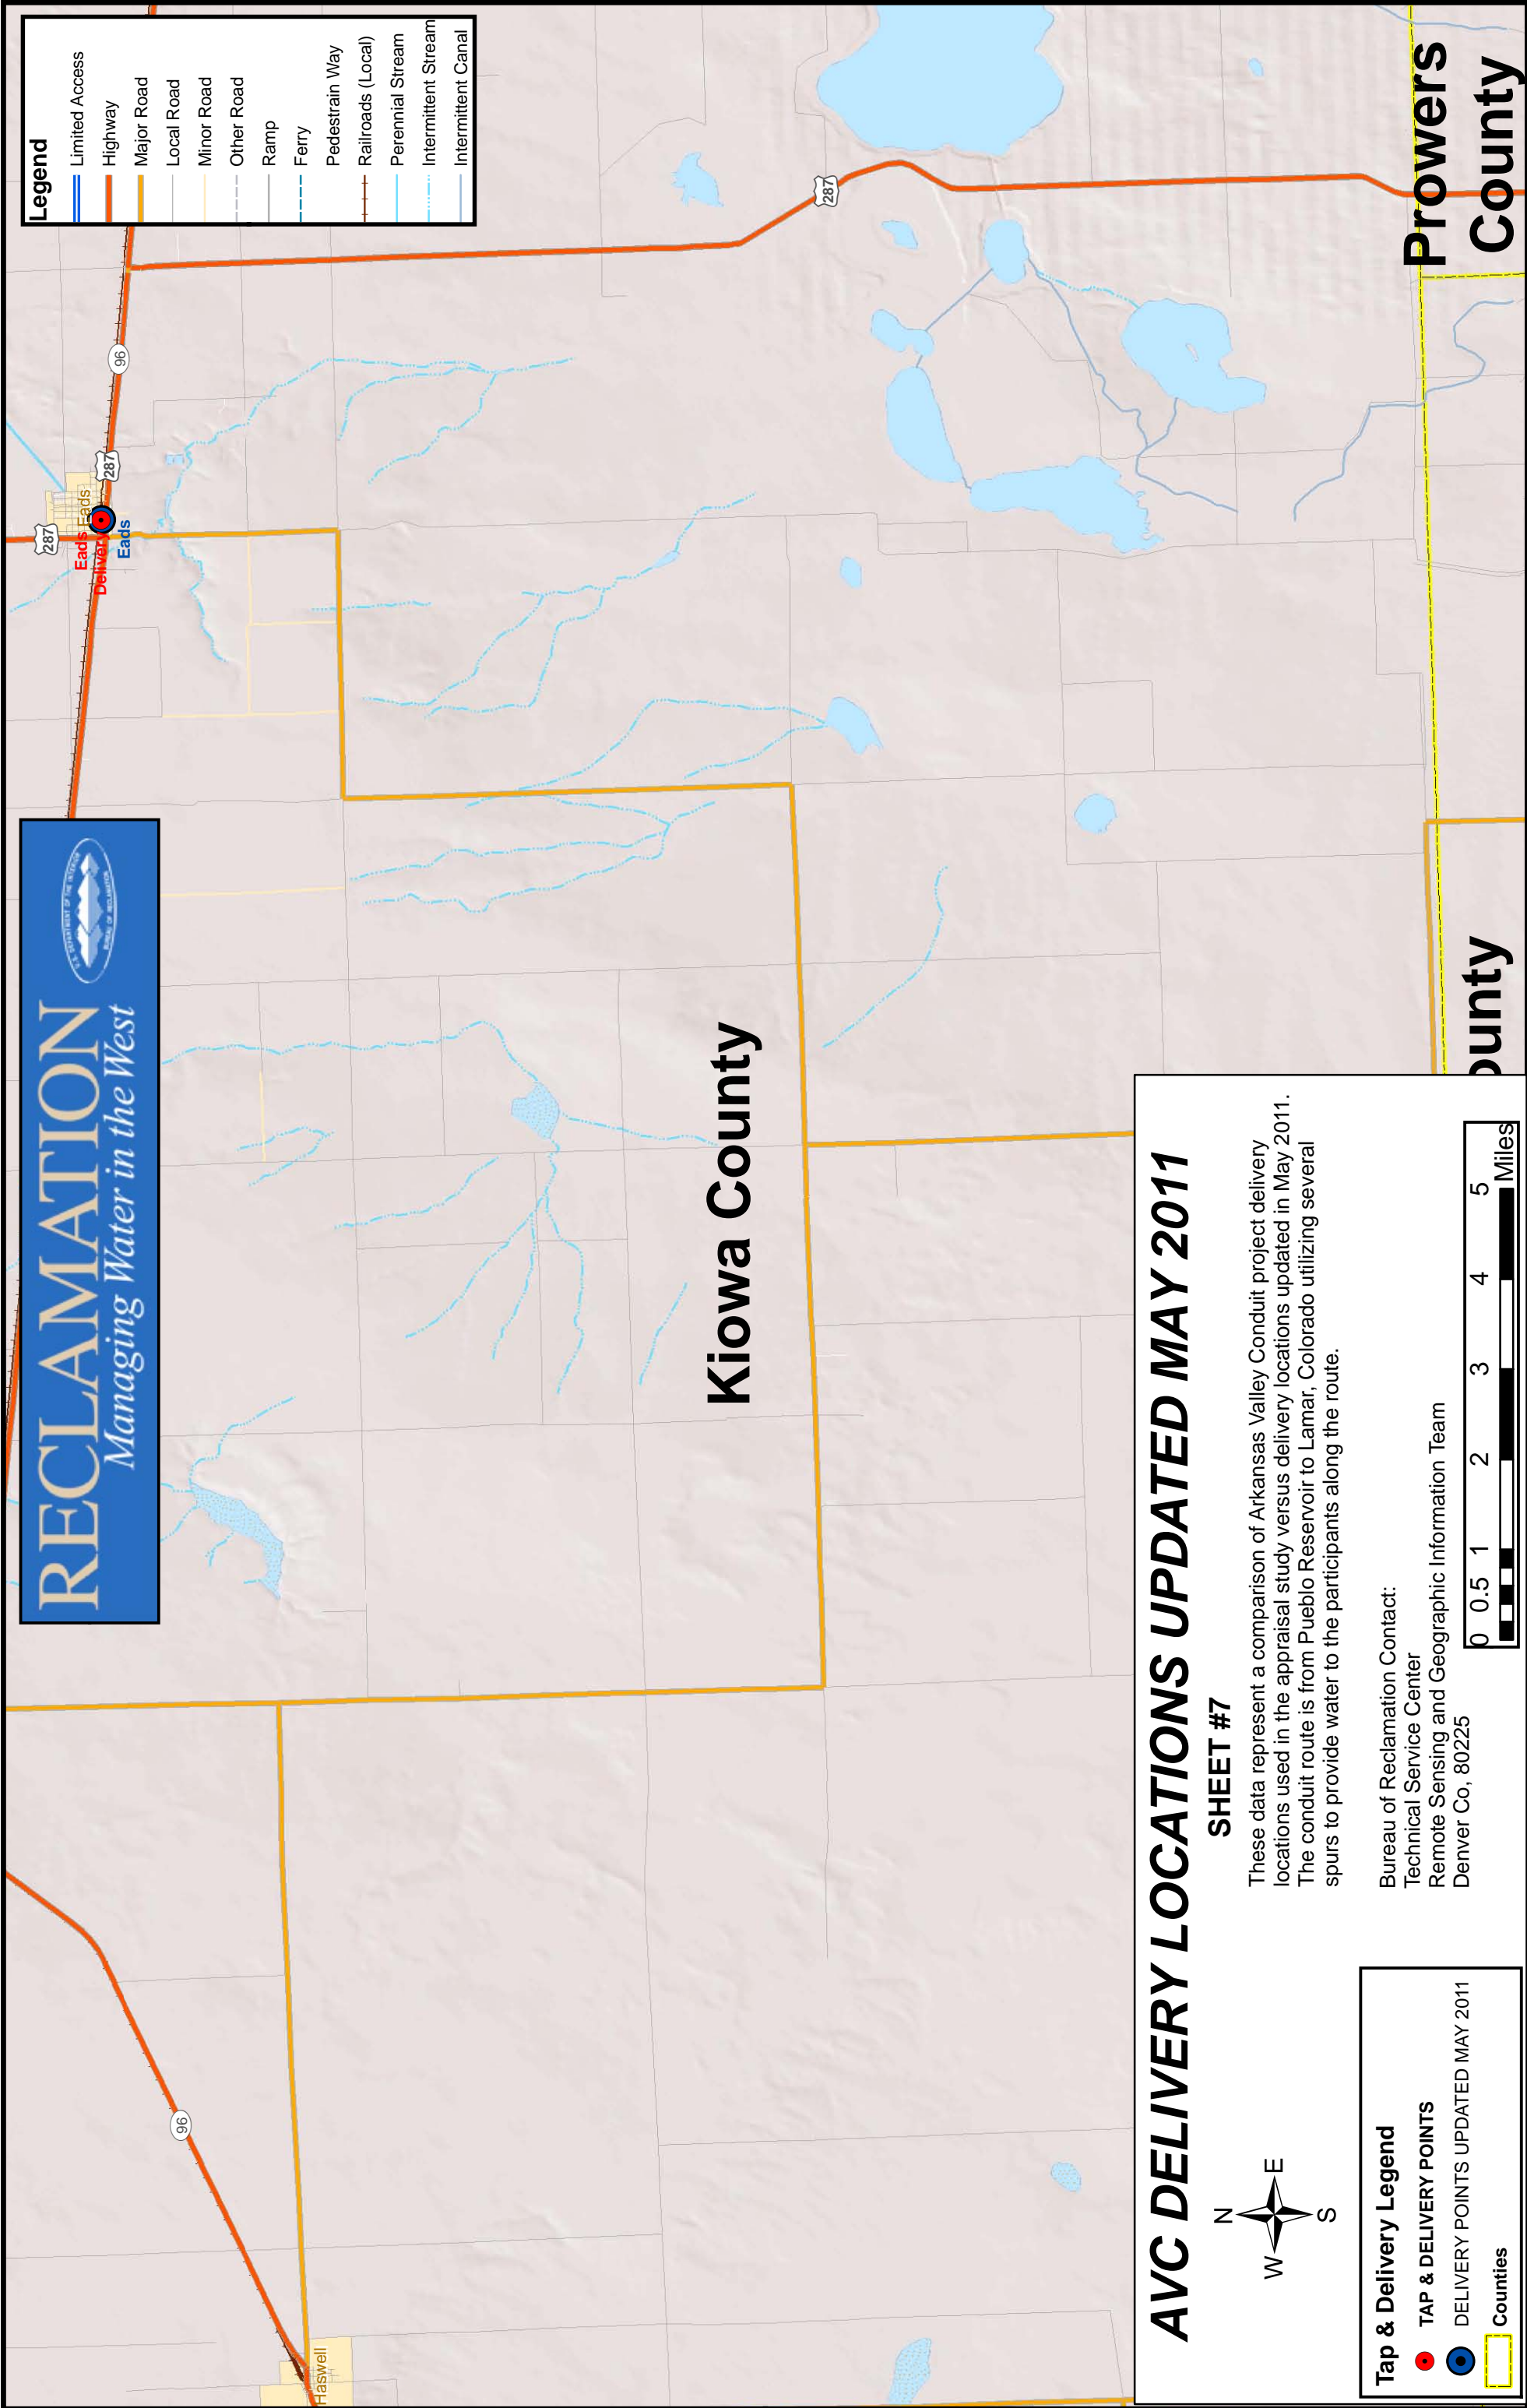 RECLAMATION
Managing Water in the West
U.S. DEPARTMENT OF THE INTERIOR
BUREAU OF RECLAMATION
Legend
Limited Access
Highway
Major Road
Local Road
Minor Road
Other Road
Ramp
Ferry
Pedestrain Way
Railroads (Local)
Perennial Stream
Intermittent Stream
Intermittent Canal
287
Eads
Eads
Delivery
Eads
287
96
96
287
Haswell
Kiowa County
Prowers
County
ounty
AVC DELIVERY LOCATIONS UPDATED MAY 2011
SHEET #7
These data represent a comparison of Arkansas Valley Conduit project delivery
locations used in the appraisal study versus delivery locations updated in May 2011.
The conduit route is from Pueblo Reservoir to Lamar, Colorado utilizing several
spurs to provide water to the participants along the route.
Bureau of Reclamation Contact:
Technical Service Center
Remote Sensing and Geographic Information Team
Denver Co, 80225
N
W E
S
Tap & Delivery Legend
TAP & DELIVERY POINTS
DELIVERY POINTS UPDATED MAY 2011
Counties
0 0.5 1 2 3 4 5
Miles